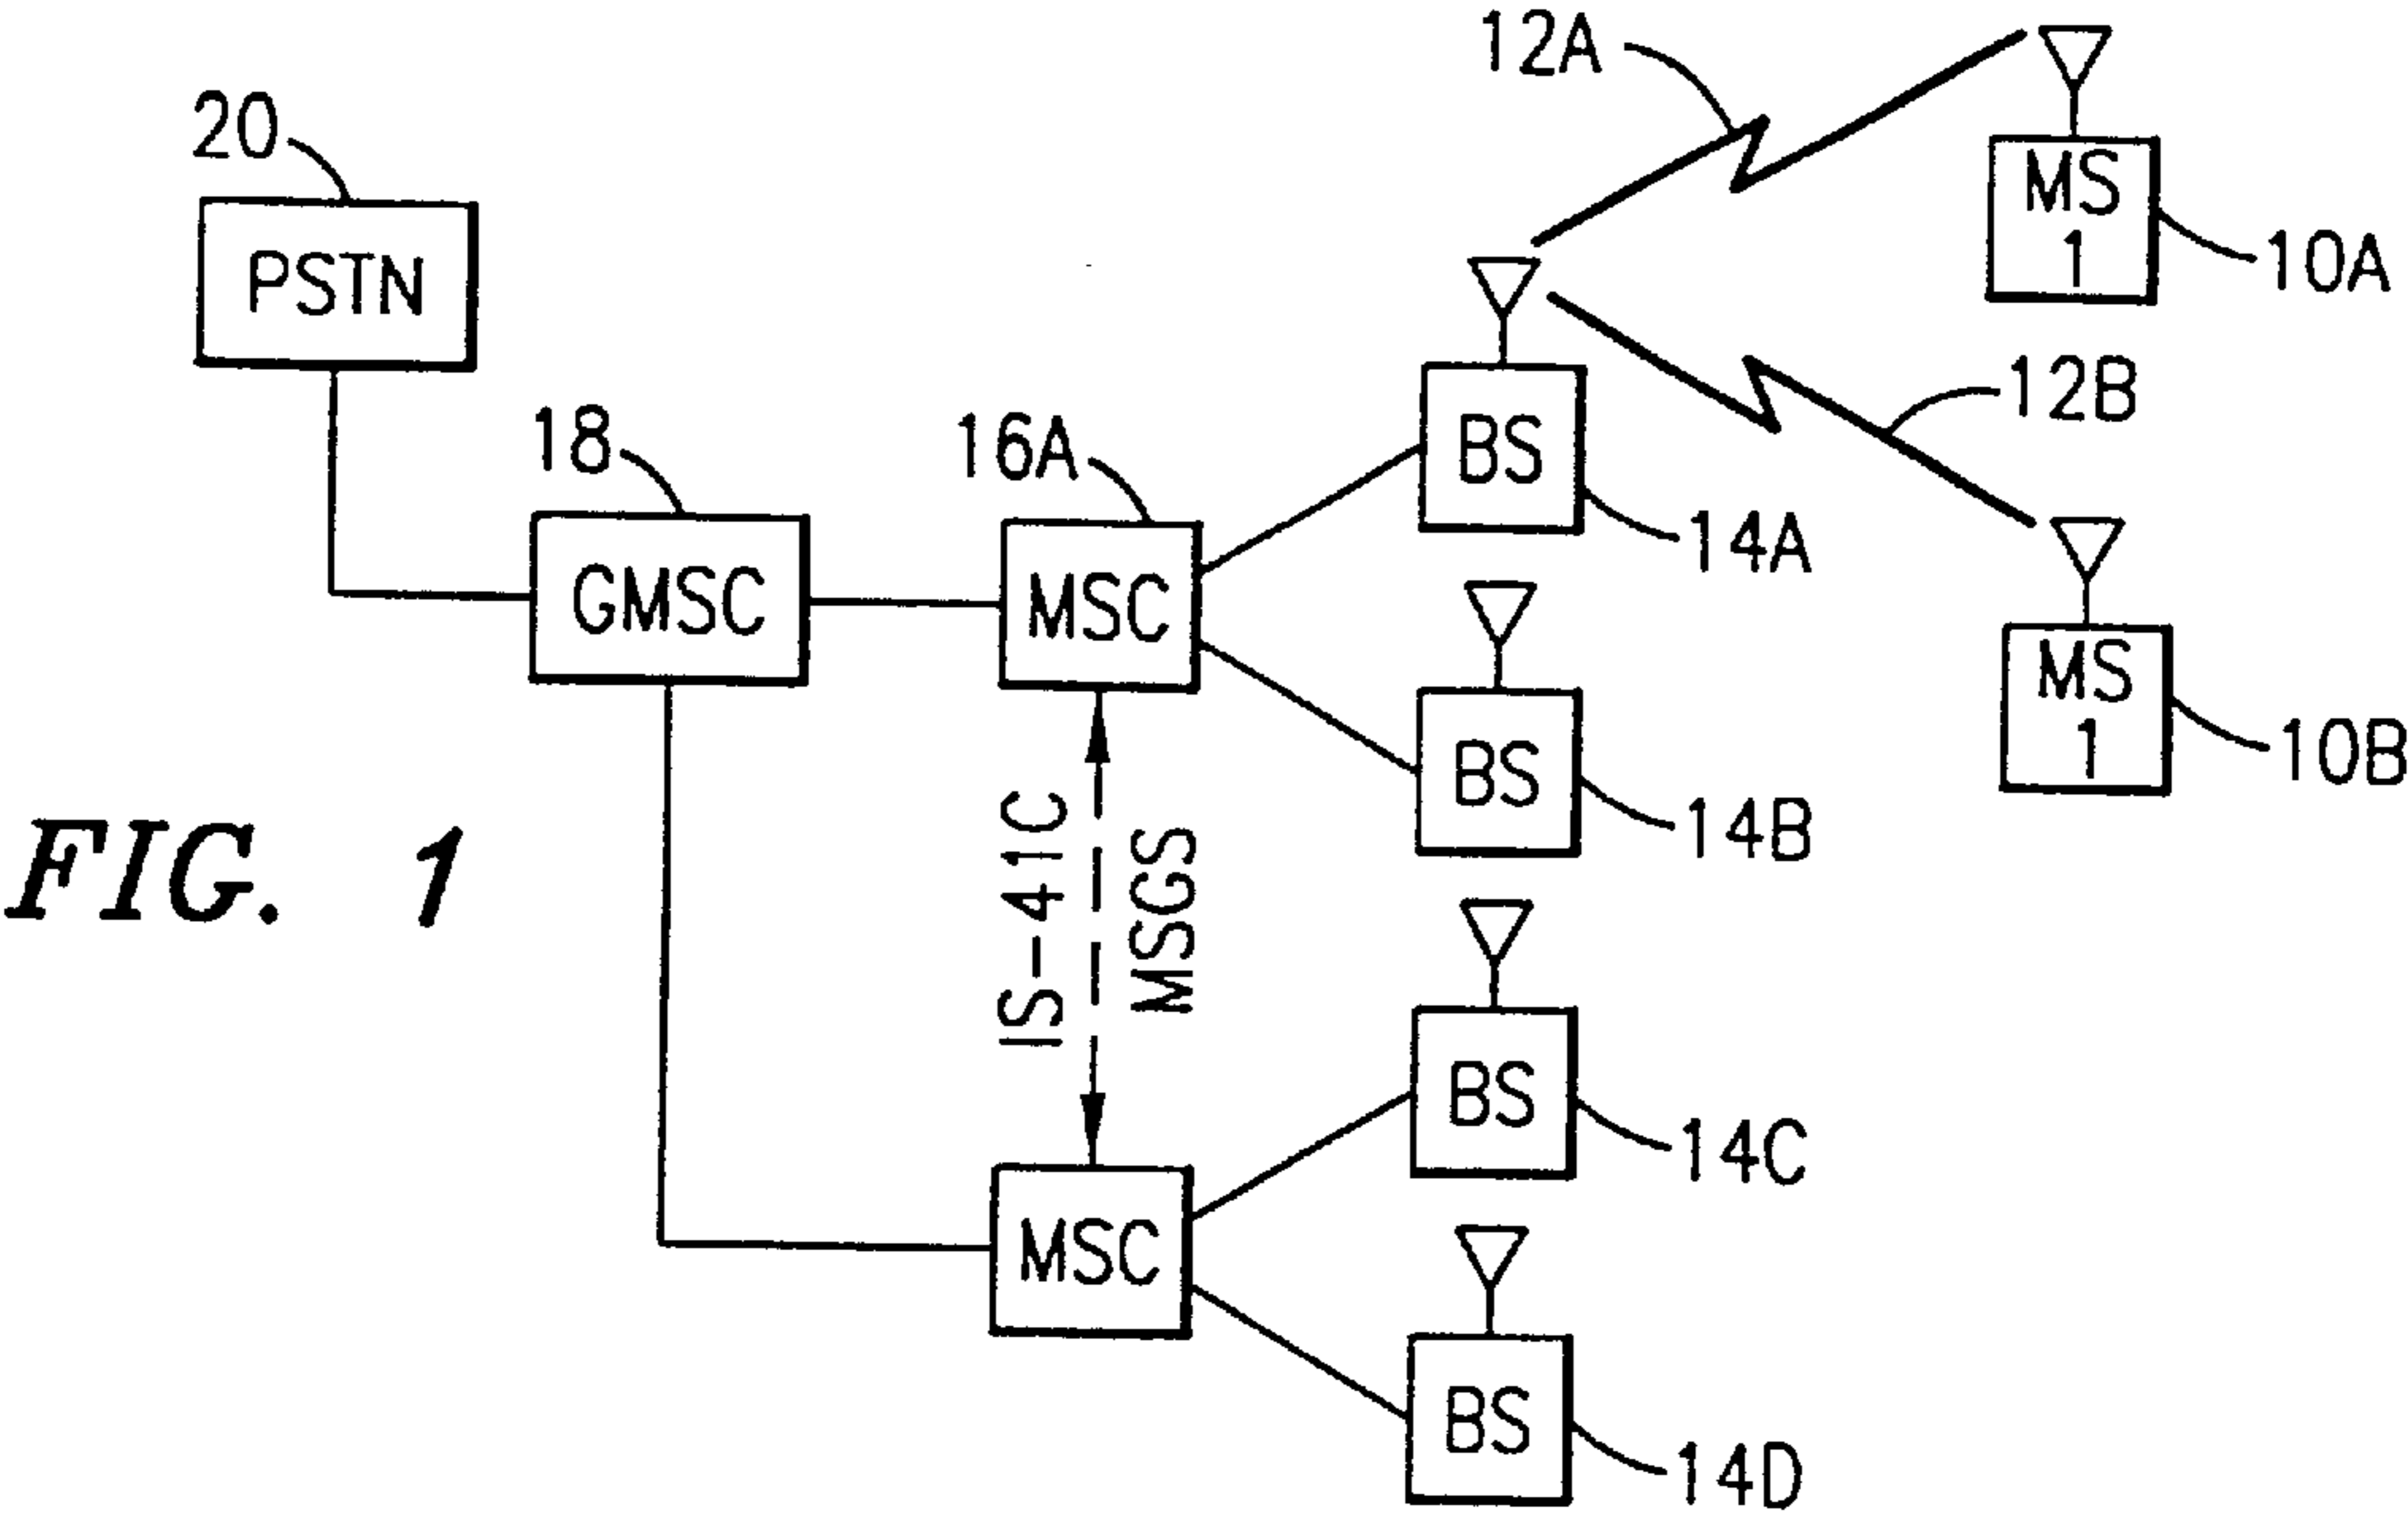 12A
20
MS
1
10A
PSTN
12B
18
16A
BS
14A
GMSC
MSC
MS
1
10B
BS
14B
IS-41C
MSGS
FIG. 1
BS
14C
MSC
BS
14D